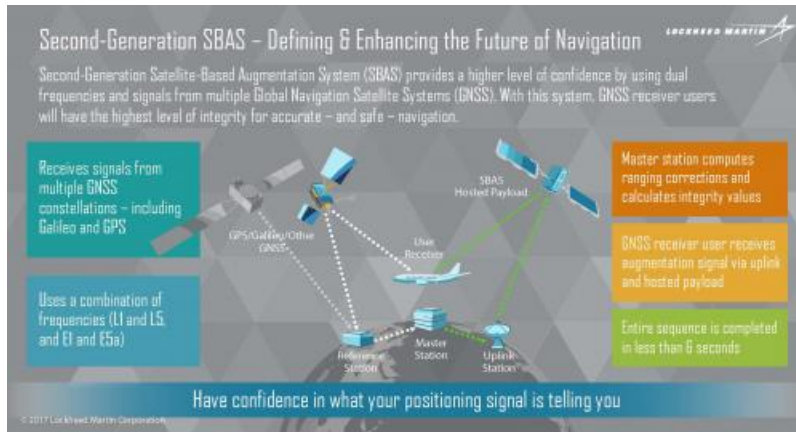 Second-Generation SBAS – Defining & Enhancing the Future of Navigation
LOCKHEED MARTIN
Second-Generation Satellite-Based Augmentation System (SBAS) provides a higher level of confidence by using dual
frequencies and signals from multiple Global Navigation Satellite Systems (GNSS). With this system, GNSS receiver users
will have the highest level of integrity for accurate – and safe – navigation.
Receives signals from
multiple GNSS
constellations – including
Galileo and GPS
Uses a combination of
frequencies (L1 and L5,
and E1 and E5a)
GPS/Galileo/Other
GNSS
SBAS
Hosted Payload
User
Receiver
Reference
Station
Master
Station
Uplink
Station
Master station computes
ranging corrections and
calculates integrity values
GNSS receiver user receives
augmentation signal via uplink
and hosted payload
Entire sequence is completed
in less than 6 seconds
Have confidence in what your positioning signal is telling you
© 2017 Lockheed Martin Corporation